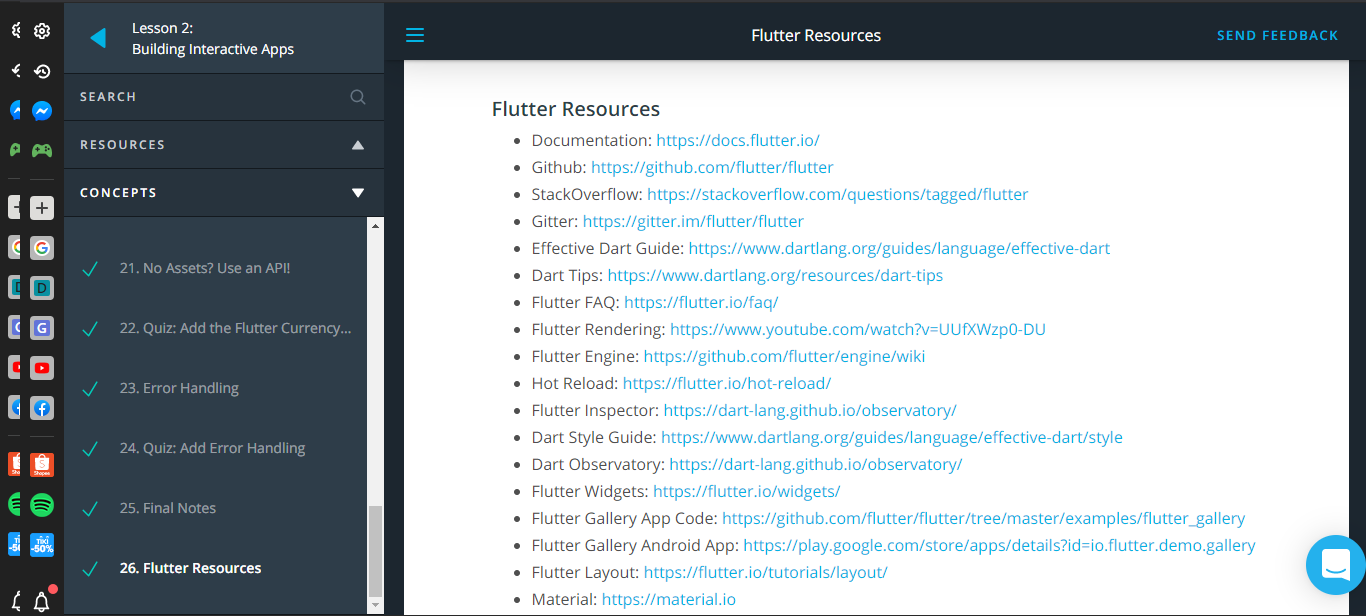 Lesson 2:
Building Interactive Apps
SEARCH
RESOURCES
CONCEPTS
21. No Assets? Use an API!
22. Quiz: Add the Flutter Currency...
23. Error Handling
24. Quiz: Add Error Handling
25. Final Notes
26. Flutter Resources
Flutter Resources
SEND FEEDBACK
Flutter Resources
Documentation: https://docs.flutter.io/
Github: https://github.com/flutter/flutter
StackOverflow: https://stackoverflow.com/questions/tagged/flutter
Gitter: https://gitter.im/flutter/flutter
Effective Dart Guide: https://www.dartlang.org/guides/language/effective-dart
Dart Tips: https://www.dartlang.org/resources/dart-tips
Flutter FAQ: https://flutter.io/faq/
Flutter Rendering: https://www.youtube.com/watch?v=UUfXWzp0-DU
Flutter Engine: https://github.com/flutter/engine/wiki
Hot Reload: https://flutter.io/hot-reload/
Flutter Inspector: https://dart-lang.github.io/observatory/
Dart Style Guide: https://www.dartlang.org/guides/language/effective-dart/style
Dart Observatory: https://dart-lang.github.io/observatory/
Flutter Widgets: https://flutter.io/widgets/
Flutter Gallery App Code: https://github.com/flutter/flutter/tree/master/examples/flutter_gallery
Flutter Gallery Android App: https://play.google.com/store/apps/details?id=io.flutter.demo.gallery
Flutter Layout: https://flutter.io/tutorials/layout/
Material: https://material.io
D
G
Shopee
TIKI
-50%